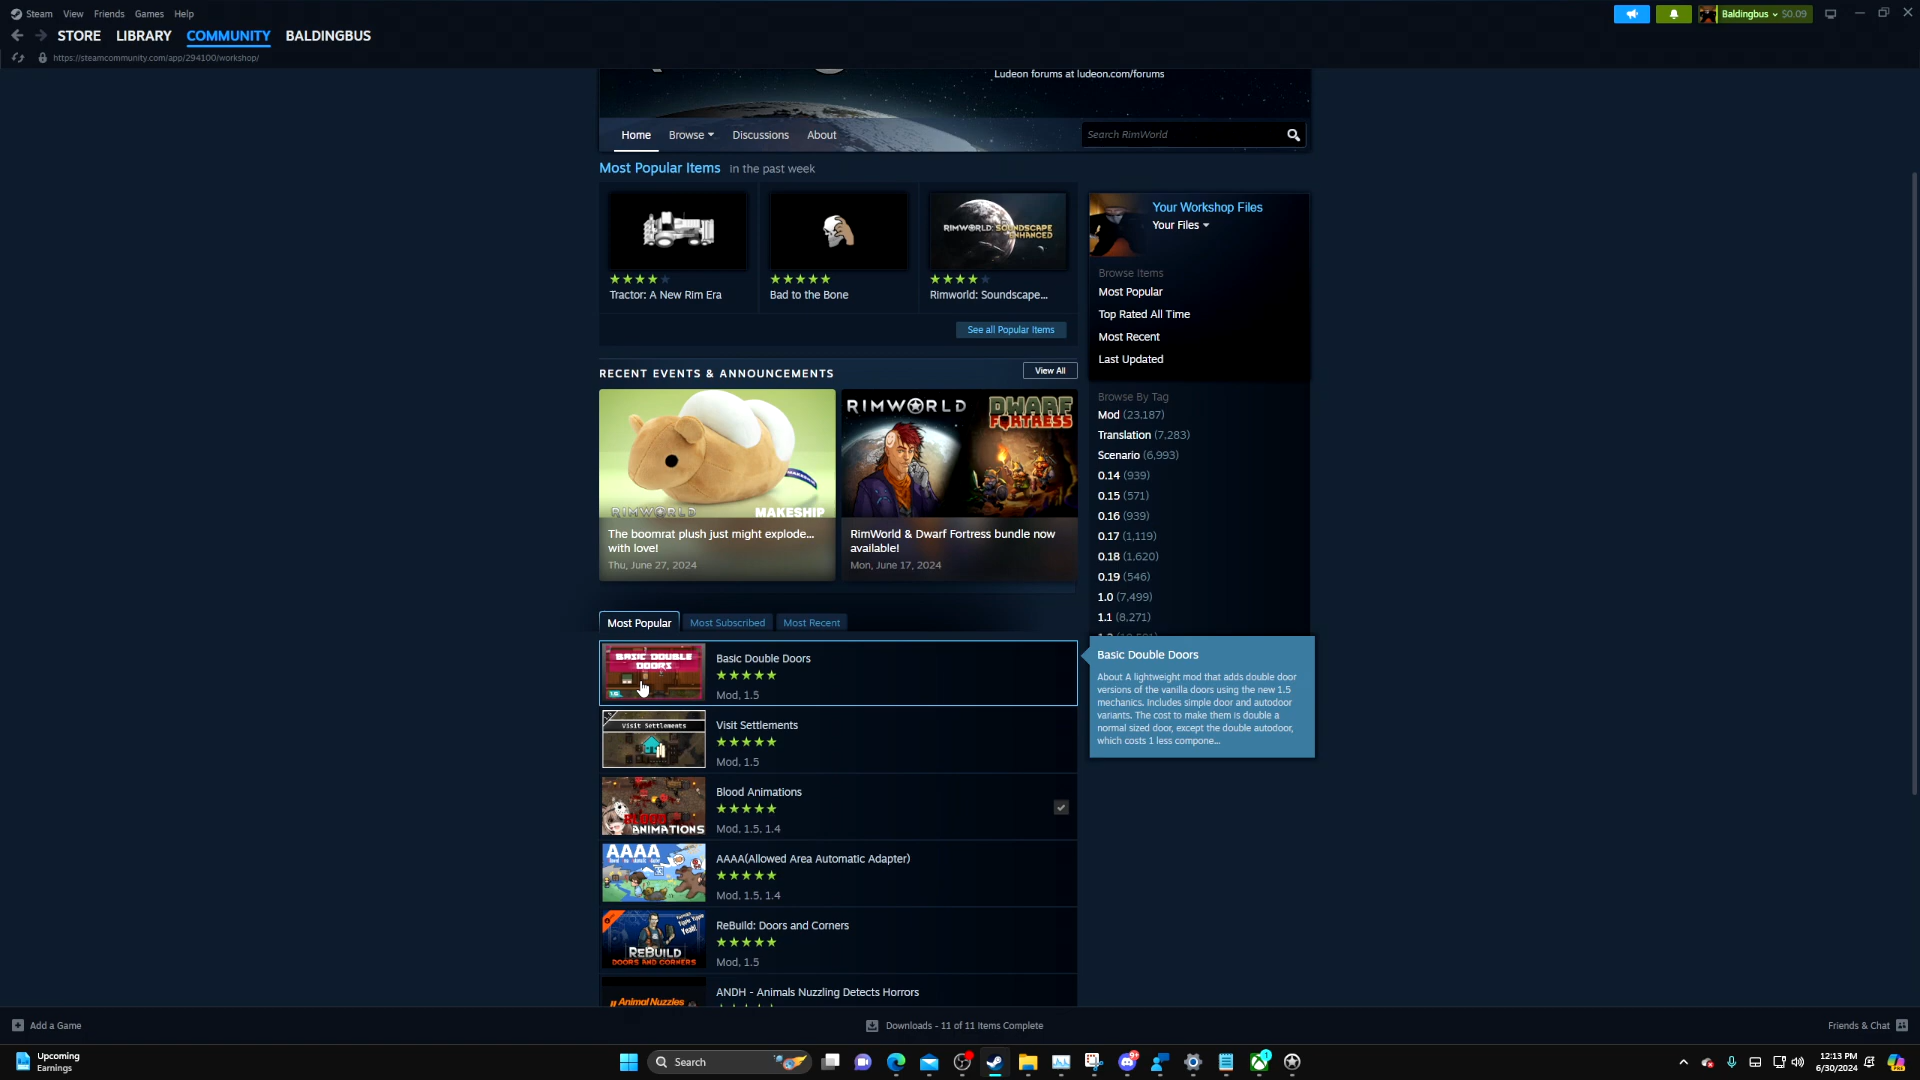 Steam View Friends Games Help
Baldingbus $0.09
STORE LIBRARY COMMUNITY BALDINGBUS
https://steamcommunity.com/app/294100/workshop/
Ludeon forums at ludeon.com/forums
Home Browse Discussions About
Search RimWorld
Most Popular Items In the past week
RIMWORLD: SOUNDSCAPE ENHANCED
Tractor: A New Rim Era
Bad to the Bone
Rimworld: Soundscape...
See all Popular Items
Your Workshop Files
Your Files
Browse Items
Most Popular
Top Rated All Time
Most Recent
Last Updated
RECENT EVENTS & ANNOUNCEMENTS
View All
RIMWORLD MAKESHIP
The boomrat plush just might explode...
with love!
Thu, June 27, 2024
RIMWORLD DWARF FORTRESS
RimWorld & Dwarf Fortress bundle now
available!
Mon, June 17, 2024
Browse By Tag
Mod (23,187)
Translation (7,283)
Scenario (6,993)
0.14 (939)
0.15 (571)
0.16 (939)
0.17 (1,119)
0.18 (1,620)
0.19 (546)
1.0 (7,499)
1.1 (8,271)
Most Popular Most Subscribed Most Recent
BASIC DOUBLE
DOORS
Basic Double Doors
Mod, 1.5
Basic Double Doors
About A lightweight mod that adds double door
versions of the vanilla doors using the new 1.5
mechanics. Includes simple door and autodoor
variants. The cost to make them is double a
normal sized door, except the double autodoor,
which costs 1 less compone...
Visit Settlements
Visit Settlements
Mod, 1.5
BLOOD
ANIMATIONS
Blood Animations
Mod, 1.5, 1.4
AAAA
AAAA(Allowed Area Automatic Adapter)
Mod, 1.5, 1.4
REBUILD
DOORS AND CORNERS
ReBuild: Doors and Corners
Mod, 1.5
Animal Nuzzles
ANDH - Animals Nuzzling Detects Horrors
Add a Game
Downloads - 11 of 11 Items Complete
Friends & Chat
Upcoming
Earnings
Search
12:13 PM
6/30/2024